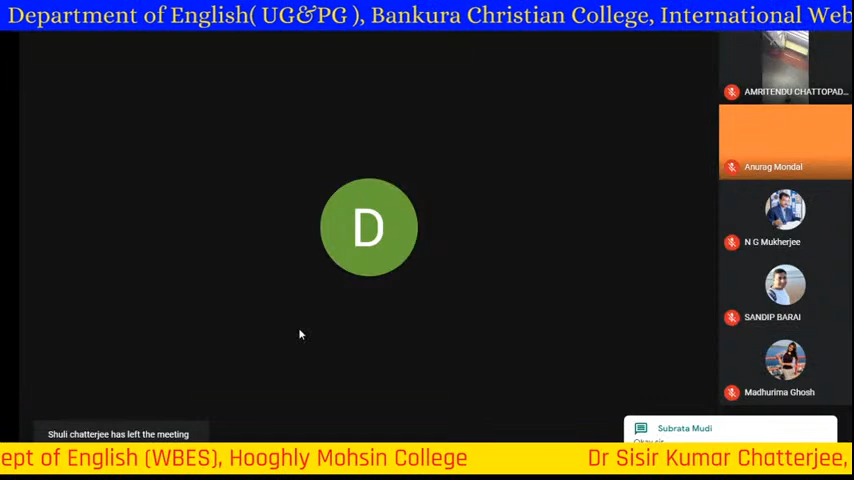 Department of English( UG&PG ), Bankura Christian College, International Web
AMRITENDU CHATTOPAD...
Anurag Mondal
D
N G Mukherjee
SANDIP BARAI
Madhurima Ghosh
Shuli chatterjee has left the meeting
Subrata Mudi
Okay sir
ept of English (WBES), Hooghly Mohsin College Dr Sisir Kumar Chatterjee,